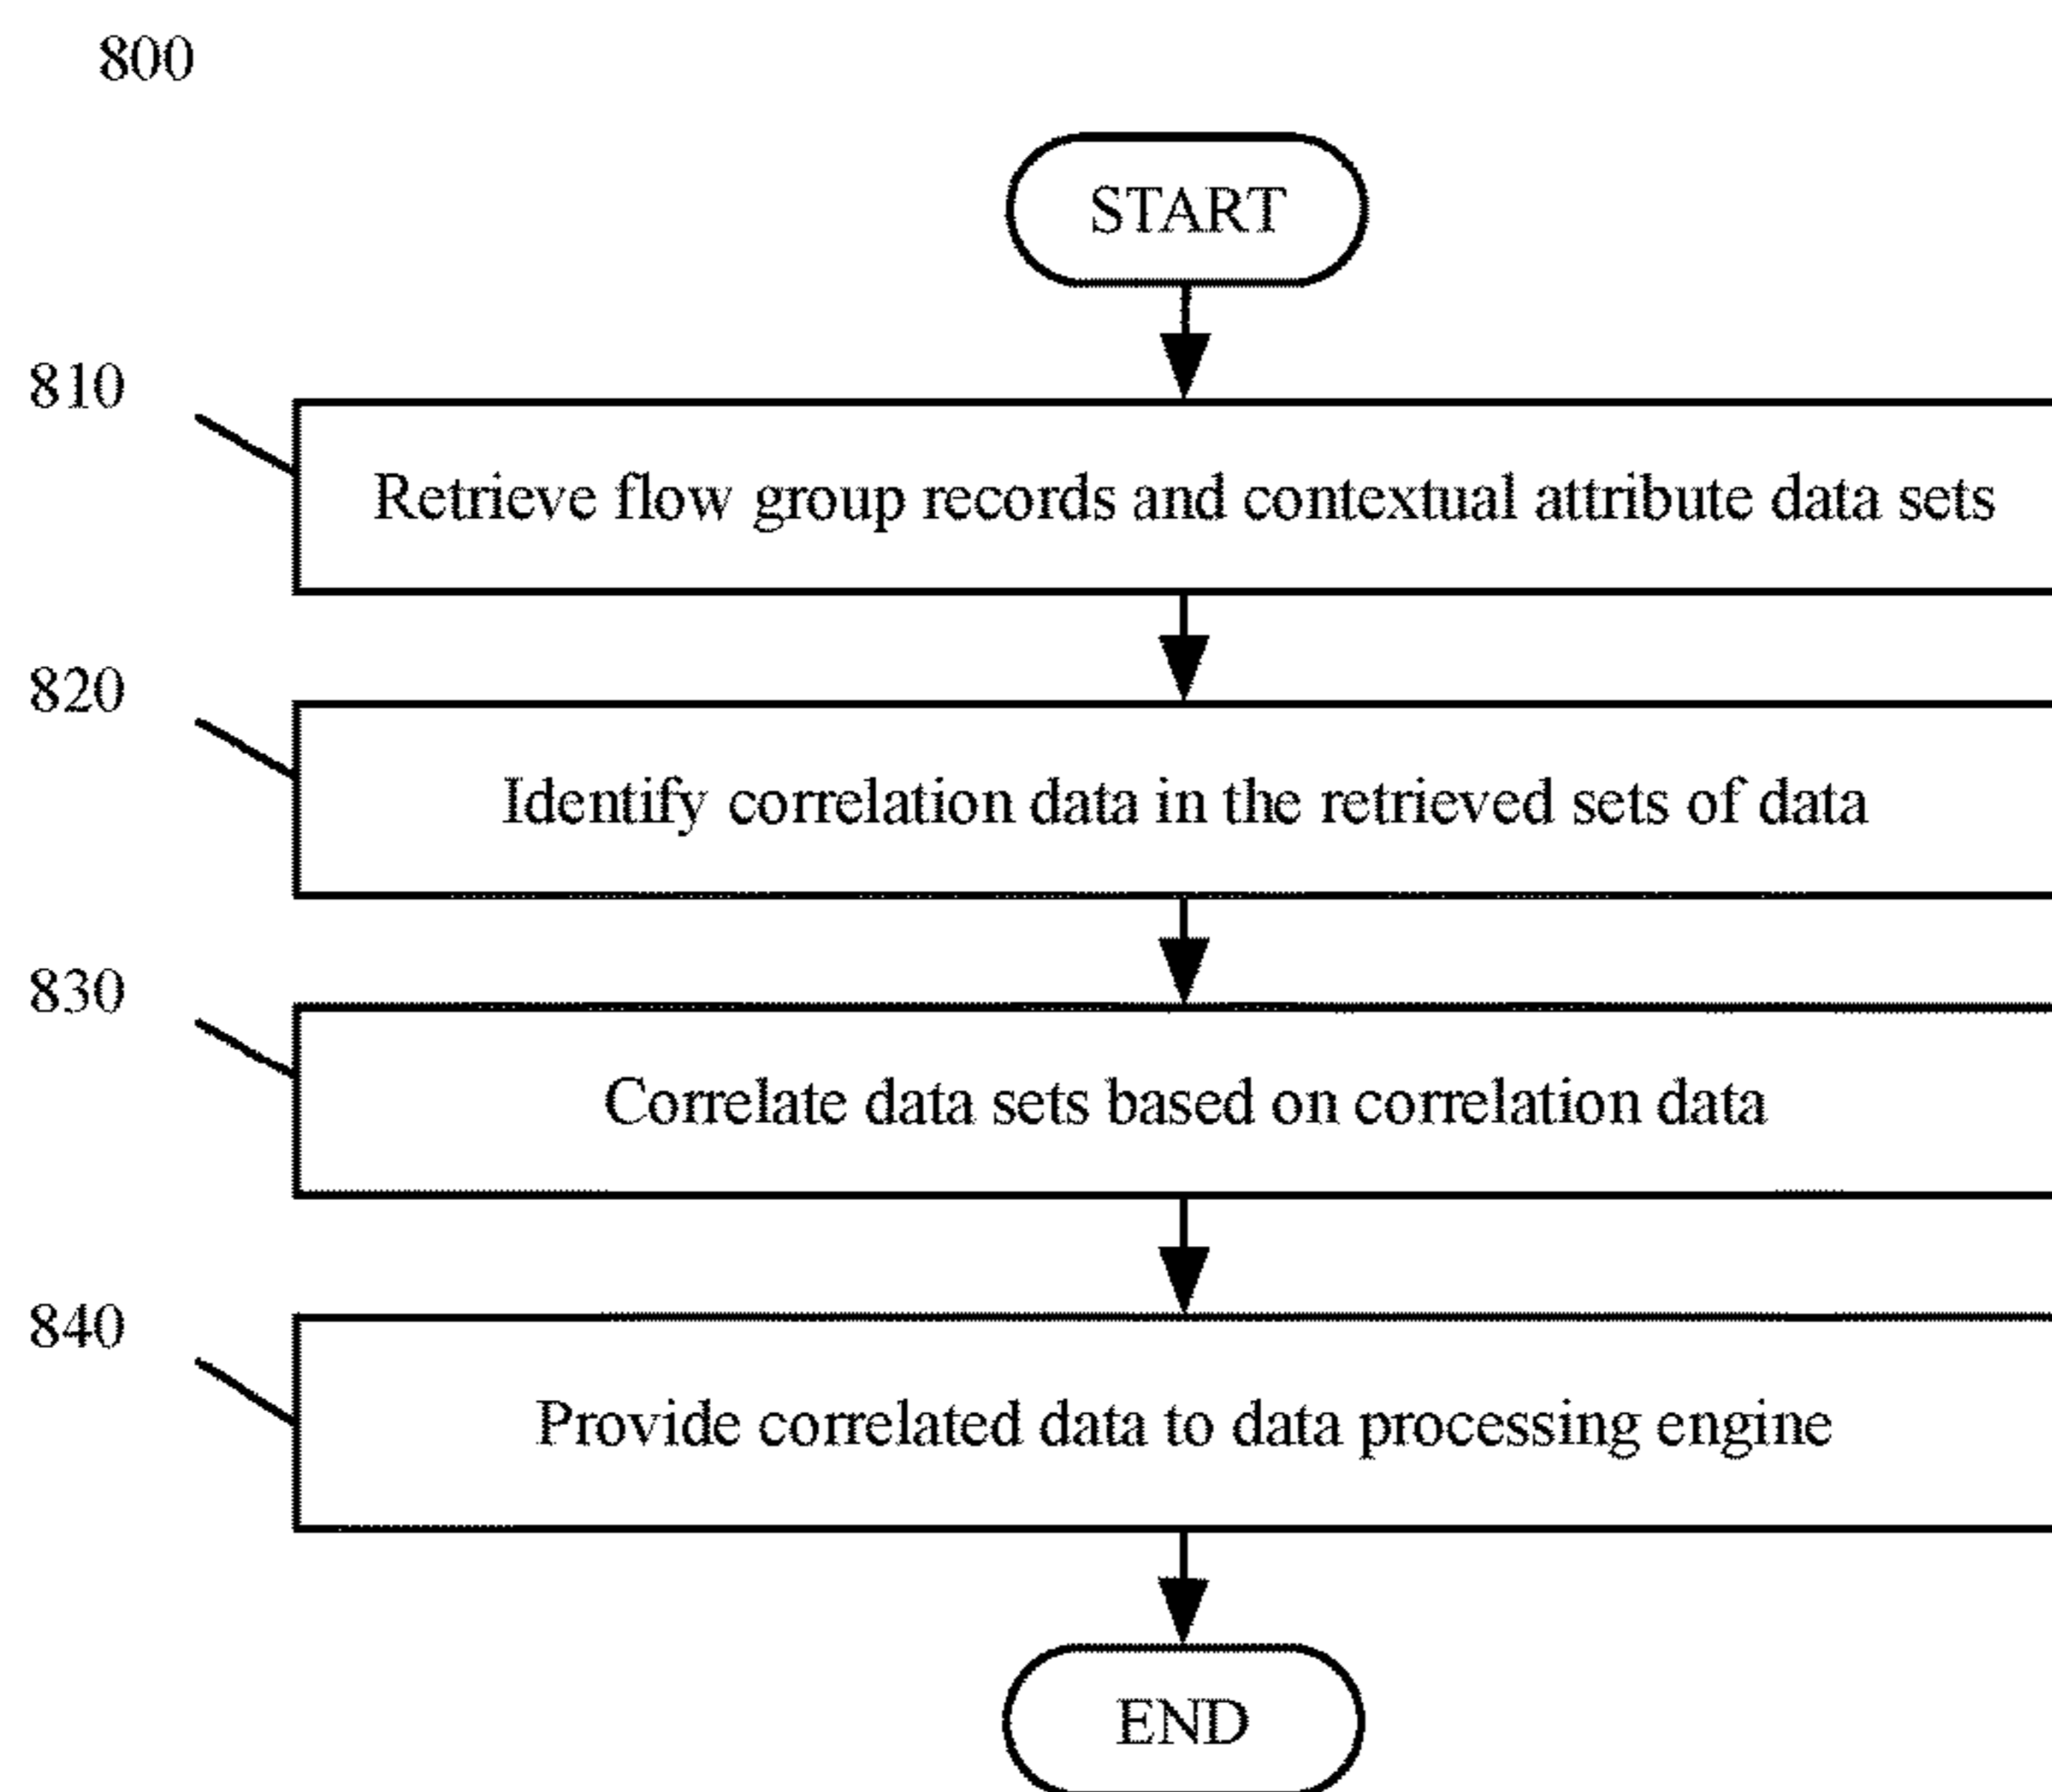 800
START
810
Retrieve flow group records and contextual attribute data sets
820
Identify correlation data in the retrieved sets of data
830
Correlate data sets based on correlation data
840
Provide correlated data to data processing engine
END